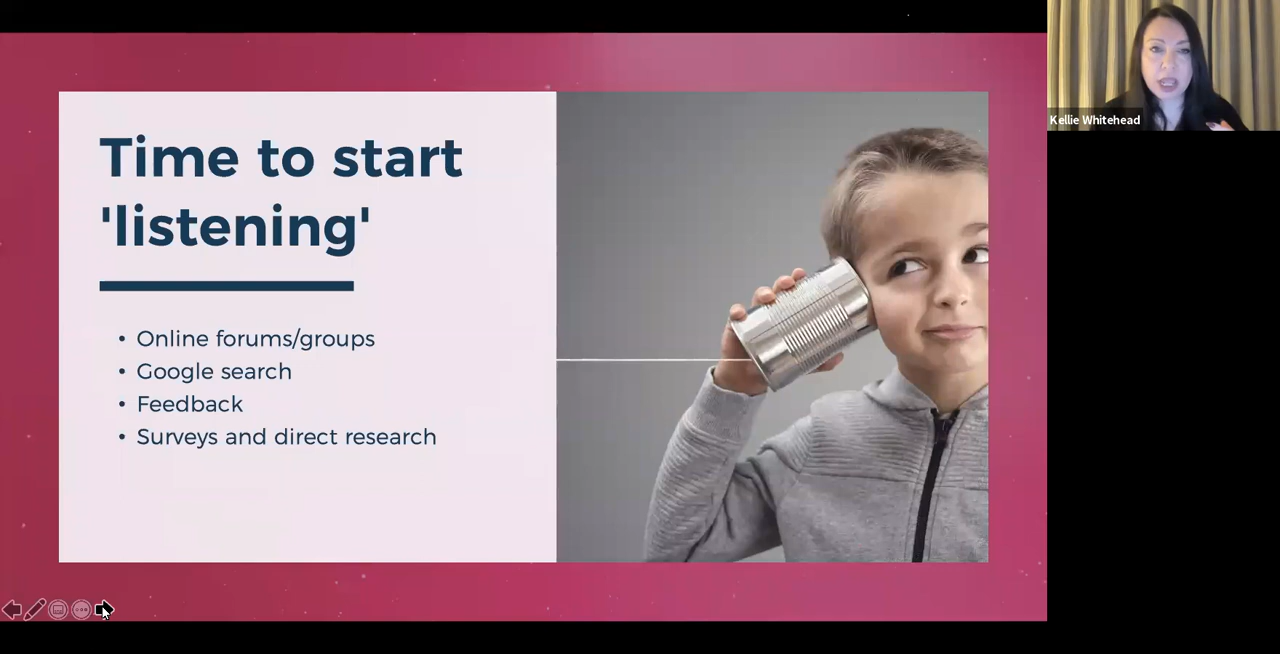 Time to start
'listening'
• Online forums/groups
• Google search
• Feedback
• Surveys and direct research
Kellie Whitehead